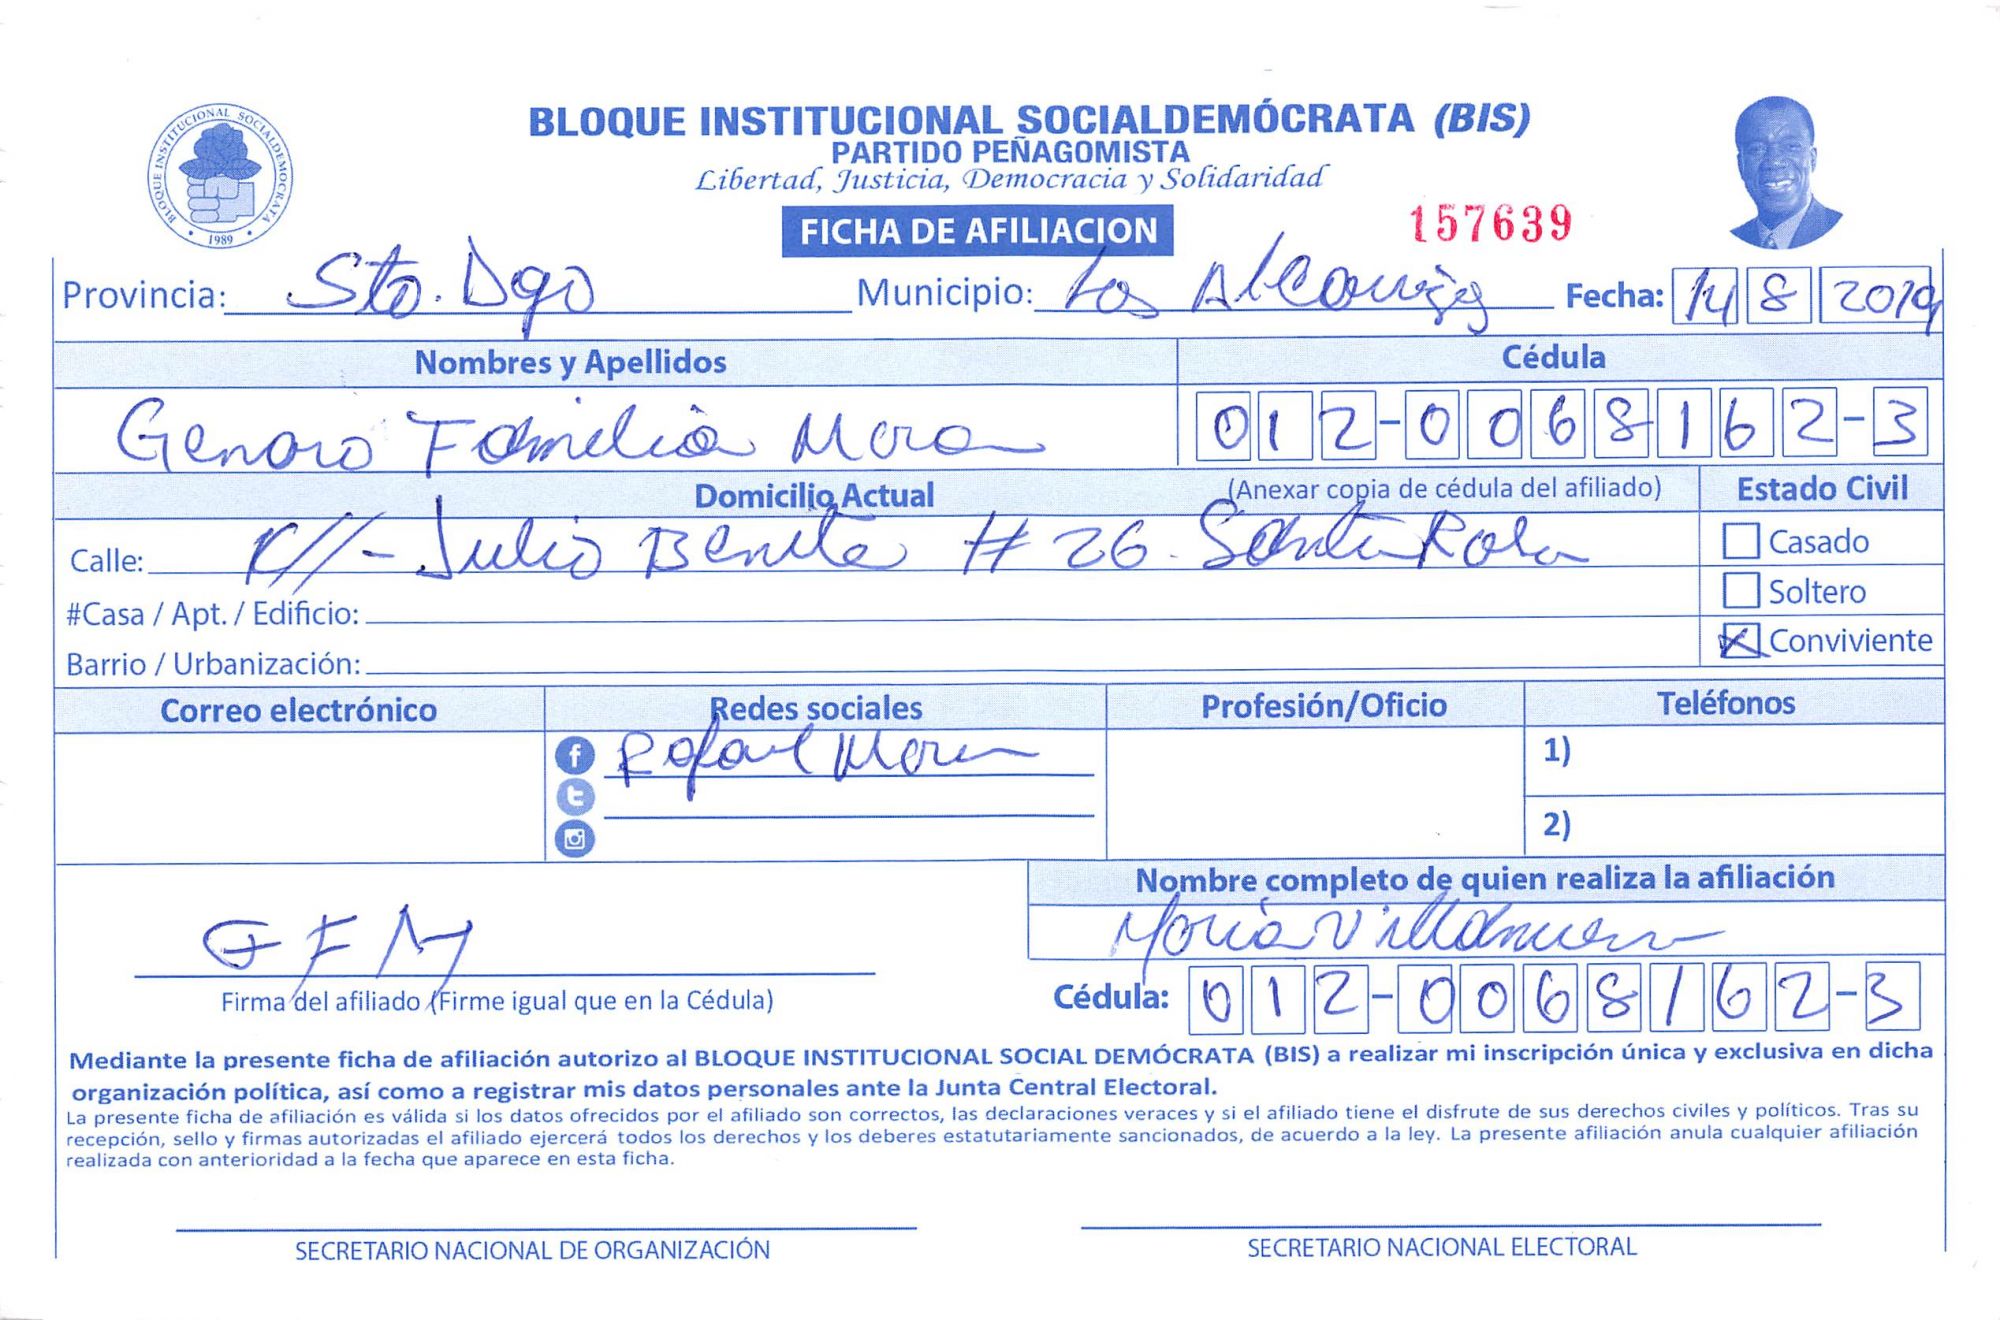 BLOQUE INSTITUCIONAL SOCIALDEMOCRATA
1989
BLOQUE INSTITUCIONAL SOCIALDEMÓCRATA (BIS)
PARTIDO PEÑAGOMISTA
Libertad, Justicia, Democracia y Solidaridad
FICHA DE AFILIACION
157639
Provincia: Sto. Dgo Municipio: Los Fecha: 14 8 2019
Nombres y Apellidos Cédula
Genaro Familia Mora 012-0068162-3
Domicilio Actual (Anexar copia de cédula del afiliado) Estado Civil
Calle: C//- Julio Benite # 26. Santa Rosa Casado
#Casa / Apt. / Edificio: Soltero
Barrio / Urbanización: Conviviente
Correo electrónico Redes sociales Profesión/Oficio Teléfonos
Rafael Mora 1)
2)
Nombre completo de quien realiza la afiliación
Maria Villanueva
G F M
Firma del afiliado (Firme igual que en la Cédula) Cédula: 012-0068162-3
Mediante la presente ficha de afiliación autorizo al BLOQUE INSTITUCIONAL SOCIAL DEMÓCRATA (BIS) a realizar mi inscripción única y exclusiva en dicha
organización política, así como a registrar mis datos personales ante la Junta Central Electoral.
La presente ficha de afiliación es válida si los datos ofrecidos por el afiliado son correctos, las declaraciones veraces y si el afiliado tiene el disfrute de sus derechos civiles y políticos. Tras su
recepción, sello y firmas autorizadas el afiliado ejercerá todos los derechos y los deberes estatutariamente sancionados, de acuerdo a la ley. La presente afiliación anula cualquier afiliación
realizada con anterioridad a la fecha que aparece en esta ficha.
SECRETARIO NACIONAL DE ORGANIZACIÓN SECRETARIO NACIONAL ELECTORAL